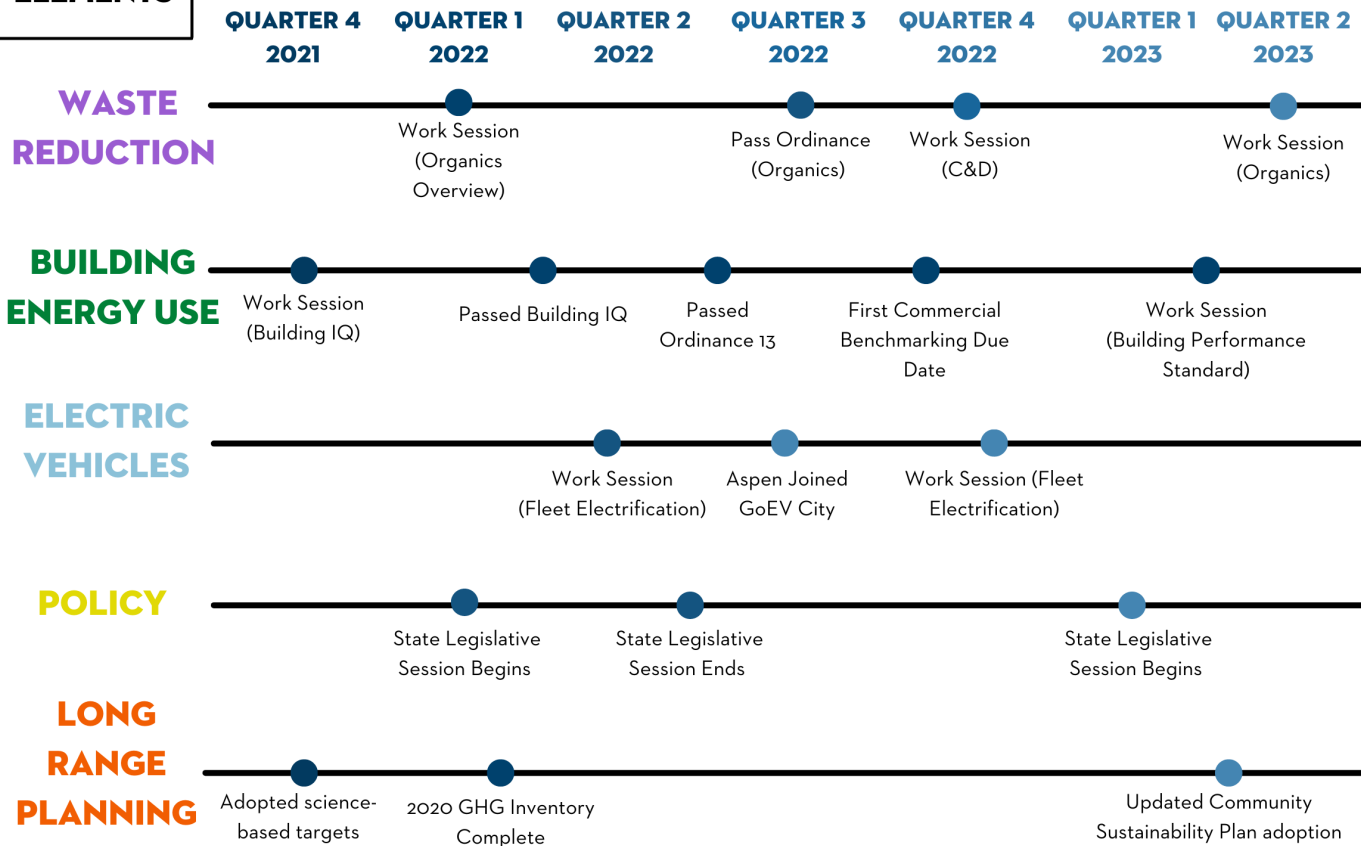 QUARTER 4 QUARTER 1 QUARTER 2 QUARTER 3 QUARTER 4 QUARTER 1 QUARTER 2
2021 2022 2022 2022 2022 2023 2023
WASTE
REDUCTION
Work Session
(Organics
Overview)
Pass Ordinance
(Organics)
Work Session
(C&D)
Work Session
(Organics)
BUILDING
ENERGY USE
Work Session
(Building IQ)
Passed Building IQ
Passed
Ordinance 13
First Commercial
Benchmarking Due
Date
Work Session
(Building Performance
Standard)
ELECTRIC
VEHICLES
Work Session
(Fleet Electrification)
Aspen Joined
GoEV City
Work Session (Fleet
Electrification)
POLICY
State Legislative
Session Begins
State Legislative
Session Ends
State Legislative
Session Begins
LONG
RANGE
PLANNING
Adopted science-
based targets
2020 GHG Inventory
Complete
Updated Community
Sustainability Plan adoption